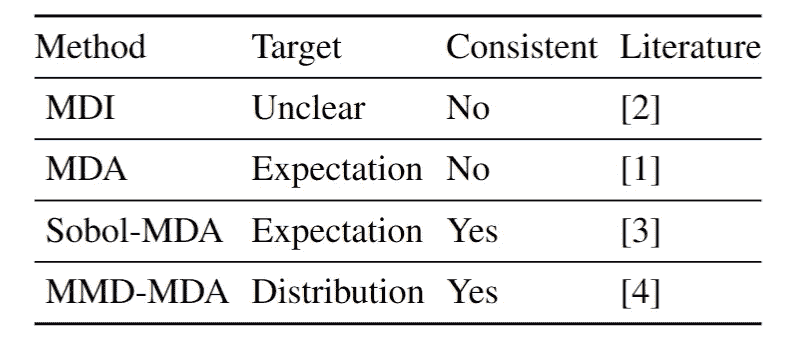 Method Target Consistent Literature
MDI Unclear No [2]
MDA Expectation No [1]
Sobol-MDA Expectation Yes [3]
MMD-MDA Distribution Yes [4]